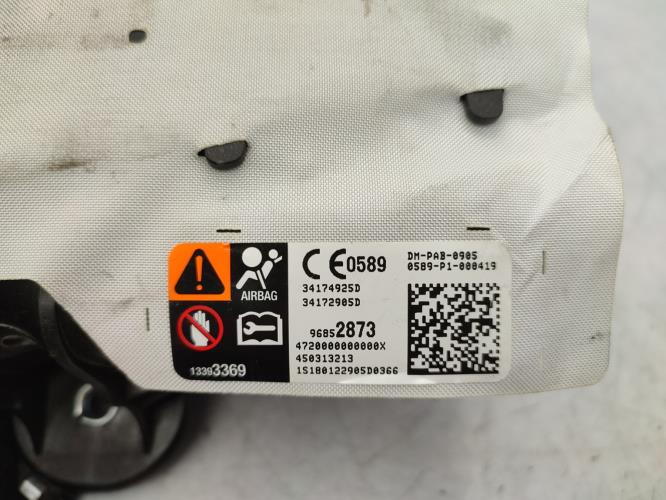 AIRBAG
13393369
CE0589
34174925D
34172905D
96852873
4720000000000X
450313213
1S180122905D0366
DM-PAB-0905
0589-P1-000419